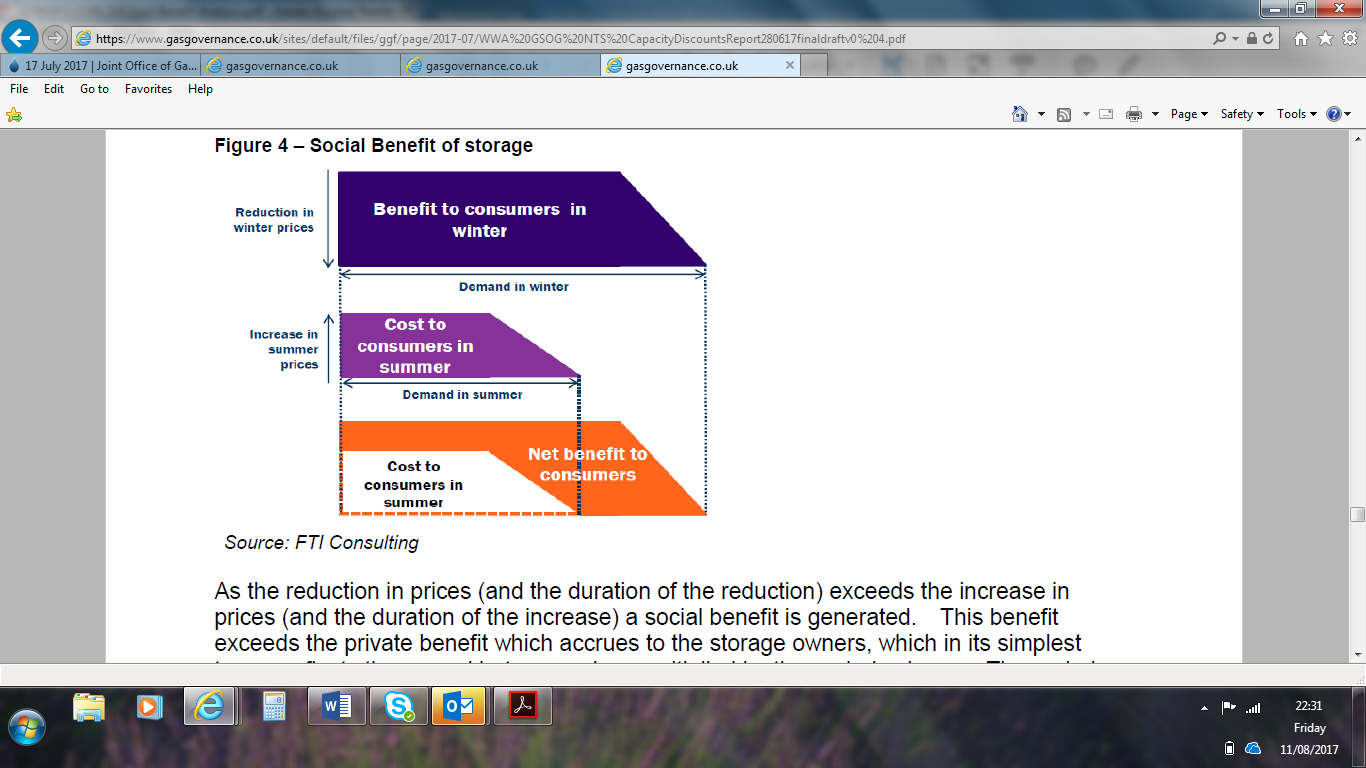 https://www.gasgovernance.co.uk/sites/default/files/ggf/page/2017-07/WWA%20GSOG%20NTS%20CapacityDiscountsReport280617finaldraftv0%204.pdf
17 July 2017 | Joint Office of Ga...
gasgovernance.co.uk
gasgovernance.co.uk
gasgovernance.co.uk
File Edit Go to Favorites Help
Page Safety Tools
Figure 4 – Social Benefit of storage
Reduction in
winter prices
Benefit to consumers in
winter
Demand in winter
Increase in
summer
prices
Cost to
consumers in
summer
Demand in summer
Net benefit to
consumers
Cost to
consumers in
summer
Source: FTI Consulting
As the reduction in prices (and the duration of the reduction) exceeds the increase in
prices (and the duration of the increase) a social benefit is generated. This benefit
exceeds the private benefit which accrues to the storage owners, which in its simplest
22:31
Friday
11/08/2017